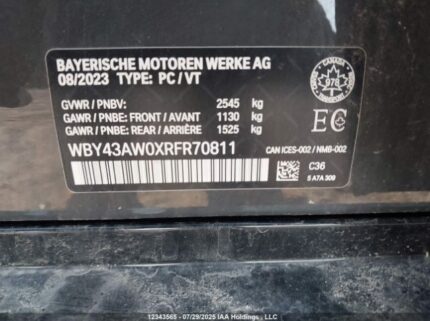 BAYERISCHE MOTOREN WERKE AG
08/2023 TYPE: PC/VT
GVWR / PNBV: 2545 kg
GAWR / PNBE: FRONT / AVANT 1130 kg
GAWR / PNBE: REAR / ARRIÈRE 1525 kg
WBY43AW0XRFR70811
CANADA
978
TRANSPORT
EC
CAN ICES-002 / NMB-002
C36
5 A7A 309
12343565 - 07/29/2025 IAA Holdings, LLC